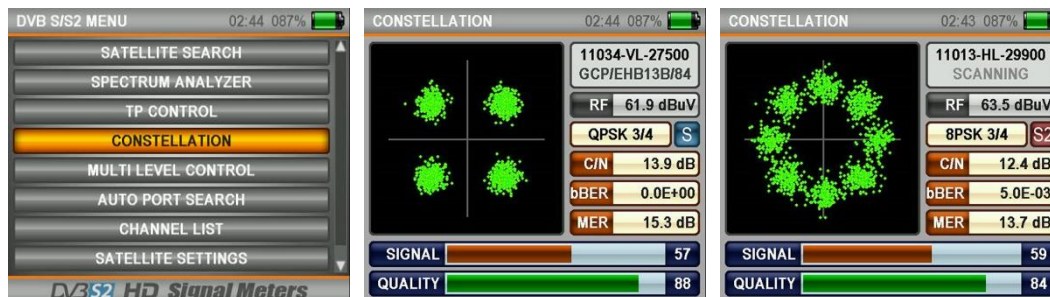 DVB S/S2 MENU 02:44 087%
SATELLITE SEARCH
SPECTRUM ANALYZER
TP CONTROL
CONSTELLATION
MULTI LEVEL CONTROL
AUTO PORT SEARCH
CHANNEL LIST
SATELLITE SETTINGS
DVB S2 HD Signal Meters
CONSTELLATION 02:44 087%
11034-VL-27500
GCP/EHB13B/84
RF 61.9 dBuV
QPSK 3/4 S
C/N 13.9 dB
bBER 0.0E+00
MER 15.3 dB
SIGNAL 57
QUALITY 88
CONSTELLATION 02:43 087%
11013-HL-29900
SCANNING
RF 63.5 dBuV
8PSK 3/4 S2
C/N 12.4 dB
bBER 5.0E-03
MER 13.7 dB
SIGNAL 59
QUALITY 84